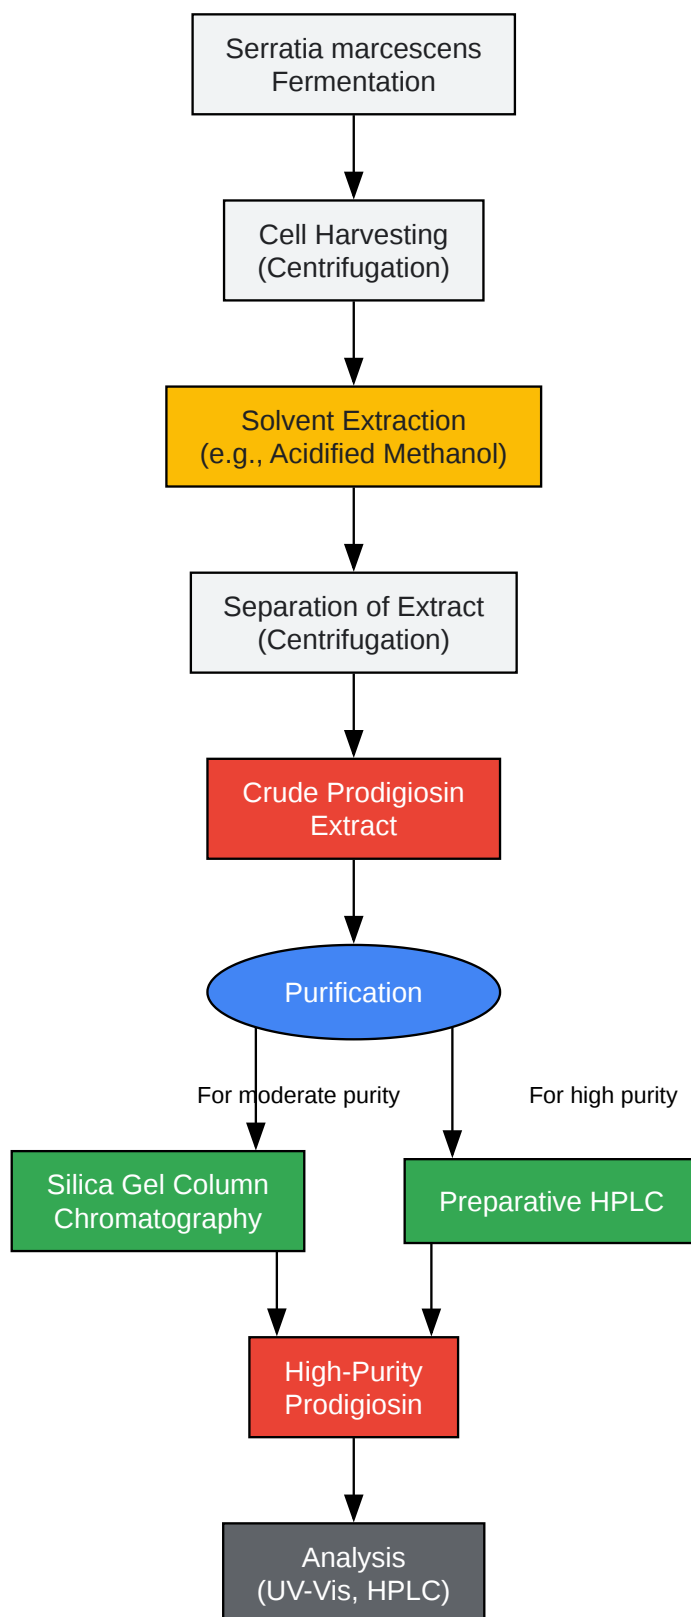 Serratia marcescens
Fermentation
Cell Harvesting
(Centrifugation)
Solvent Extraction
(e.g., Acidified Methanol)
Separation of Extract
(Centrifugation)
Crude Prodigiosin
Extract
Purification
For moderate purity
For high purity
Silica Gel Column
Chromatography
Preparative HPLC
High-Purity
Prodigiosin
Analysis
(UV-Vis, HPLC)